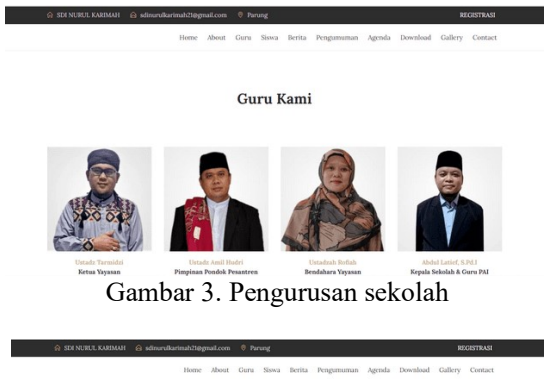 SDI NURUL KARIMAH sdinurulkarimah21@gmail.com Parung REGISTRASI
Home About Guru Siswa Berita Pengumuman Agenda Download Gallery Contact
Guru Kami
Ustadz Tarmidzi Ustadz Amil Hudri Ustadzah Rofiah Abdul Latief, S.Pd.I
Ketua Yayasan Pimpinan Pondok Pesantren Bendahara Yayasan Kepala Sekolah & Guru PAI
Gambar 3. Pengurusan sekolah
SDI NURUL KARIMAH sdinurulkarimah21@gmail.com Parung REGISTRASI
Home About Guru Siswa Berita Pengumuman Agenda Download Gallery Contact